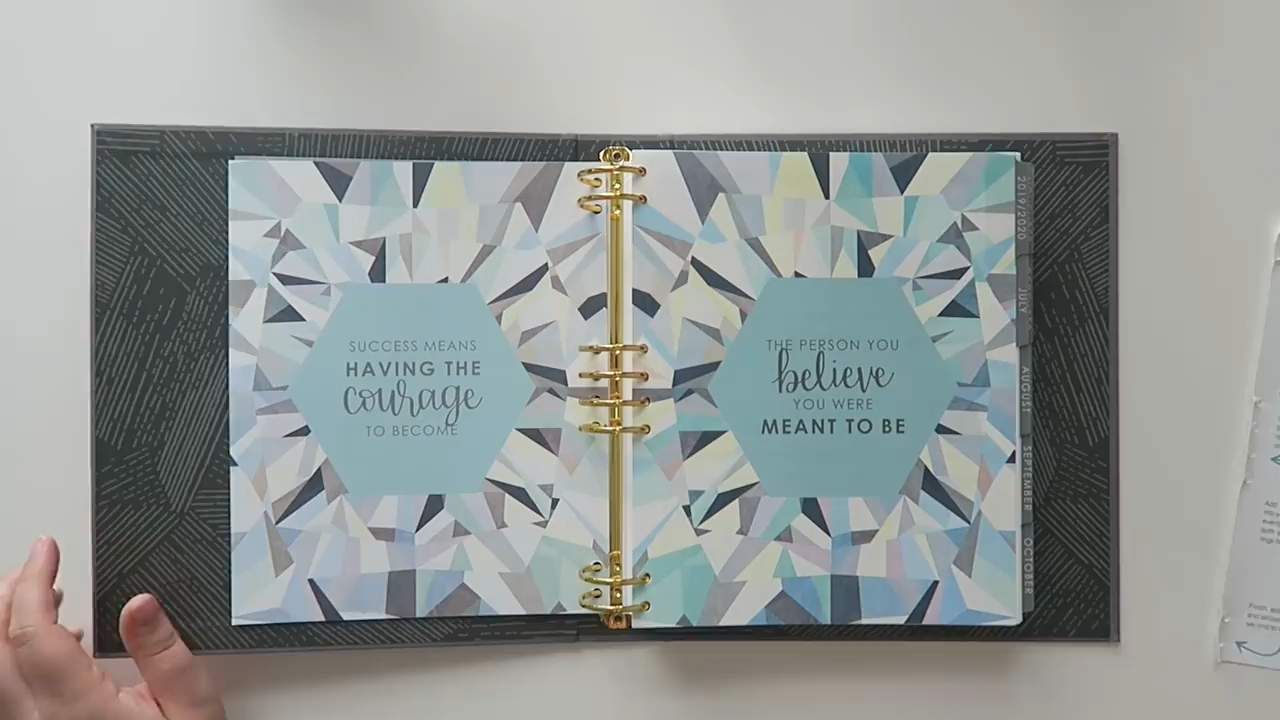 SUCCESS MEANS
HAVING THE
courage
TO BECOME
THE PERSON YOU
believe
YOU WERE
MEANT TO BE
2019/2020
JULY
AUGUST
SEPTEMBER
OCTOBER